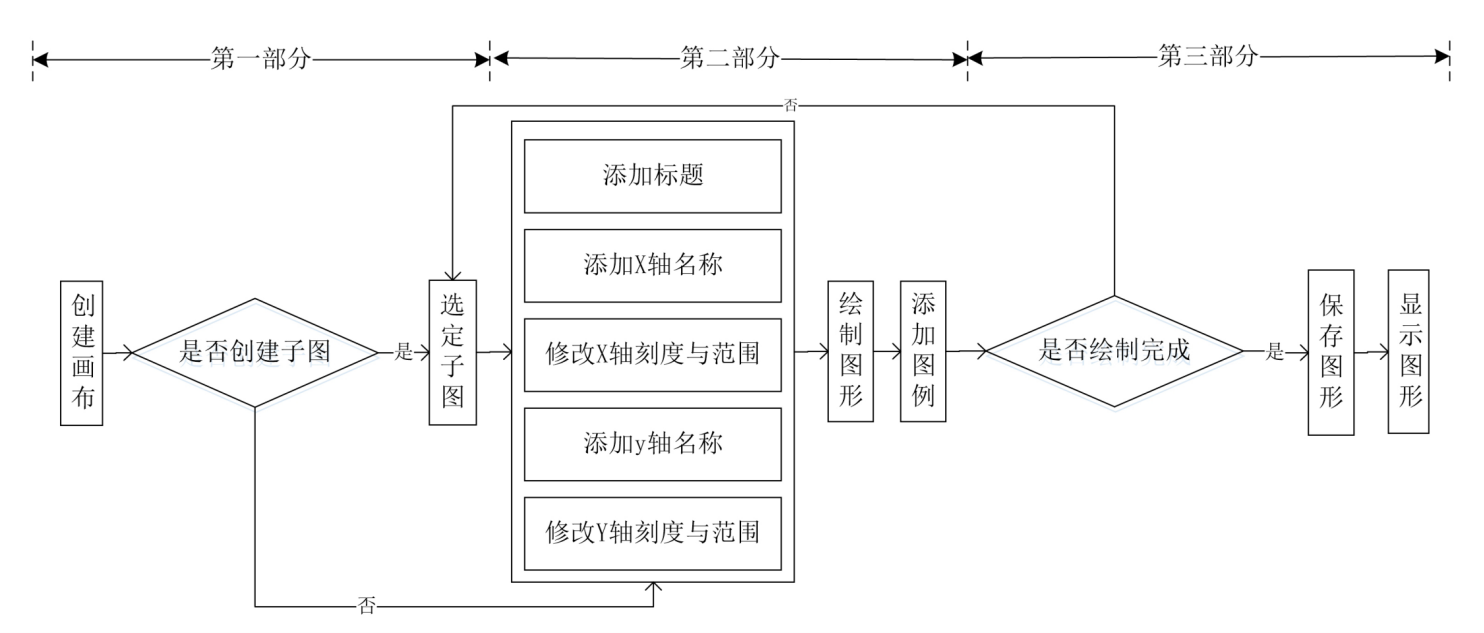 第一部分
第二部分
第三部分
否
创建画布
是否创建子图
是
选定子图
添加标题
添加X轴名称
修改X轴刻度与范围
添加y轴名称
修改Y轴刻度与范围
绘制图形
添加图例
是否绘制完成
是
保存图形
显示图形
否